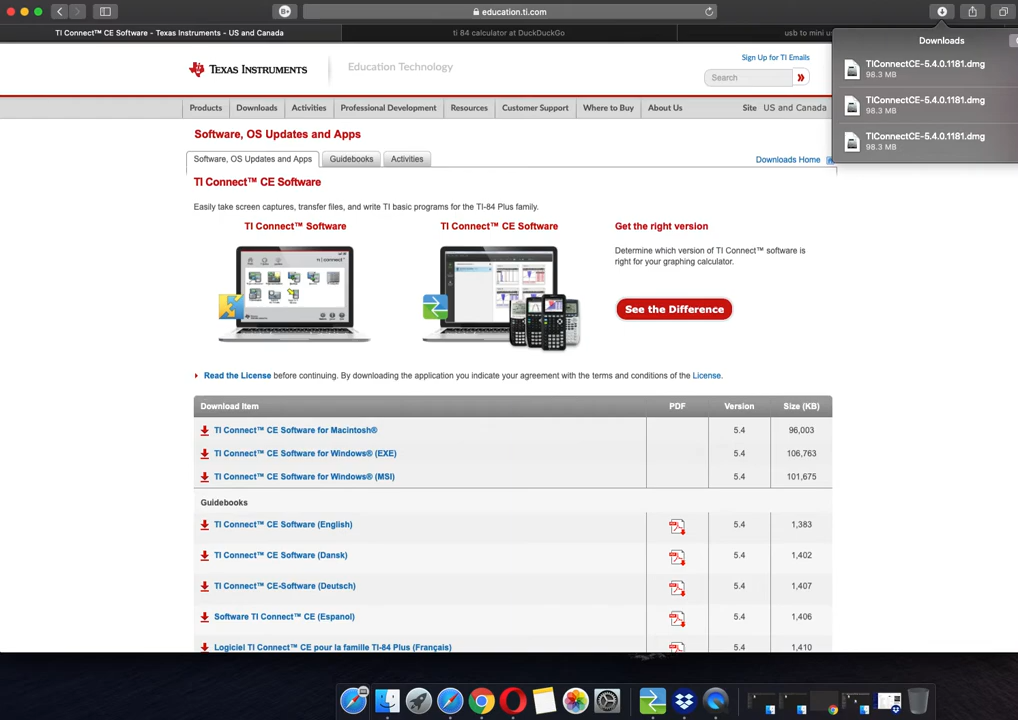 education.ti.com
TI Connect™ CE Software - Texas Instruments - US and Canada
ti 84 calculator at DuckDuckGo
usb to mini us
Downloads
TIConnectCE-5.4.0.1181.dmg
98.3 MB
TIConnectCE-5.4.0.1181.dmg
98.3 MB
TIConnectCE-5.4.0.1181.dmg
98.3 MB
Sign Up for TI Emails
TEXAS INSTRUMENTS
Education Technology
Search
Products Downloads Activities Professional Development Resources Customer Support Where to Buy About Us Site US and Canada
Software, OS Updates and Apps
Software, OS Updates and Apps Guidebooks Activities Downloads Home
TI Connect™ CE Software
Easily take screen captures, transfer files, and write TI basic programs for the TI-84 Plus family.
TI Connect™ Software TI Connect™ CE Software Get the right version
Determine which version of TI Connect™ software is
right for your graphing calculator.
See the Difference
Read the License before continuing. By downloading the application you indicate your agreement with the terms and conditions of the License.
Download Item PDF Version Size (KB)
TI Connect™ CE Software for Macintosh® 5.4 96,003
TI Connect™ CE Software for Windows® (EXE) 5.4 106,763
TI Connect™ CE Software for Windows® (MSI) 5.4 101,675
Guidebooks
TI Connect™ CE Software (English) 5.4 1,383
TI Connect™ CE Software (Dansk) 5.4 1,402
TI Connect™ CE-Software (Deutsch) 5.4 1,407
Software TI Connect™ CE (Espanol) 5.4 1,406
Logiciel TI Connect™ CE pour la famille TI-84 Plus (Français) 5.4 1,410